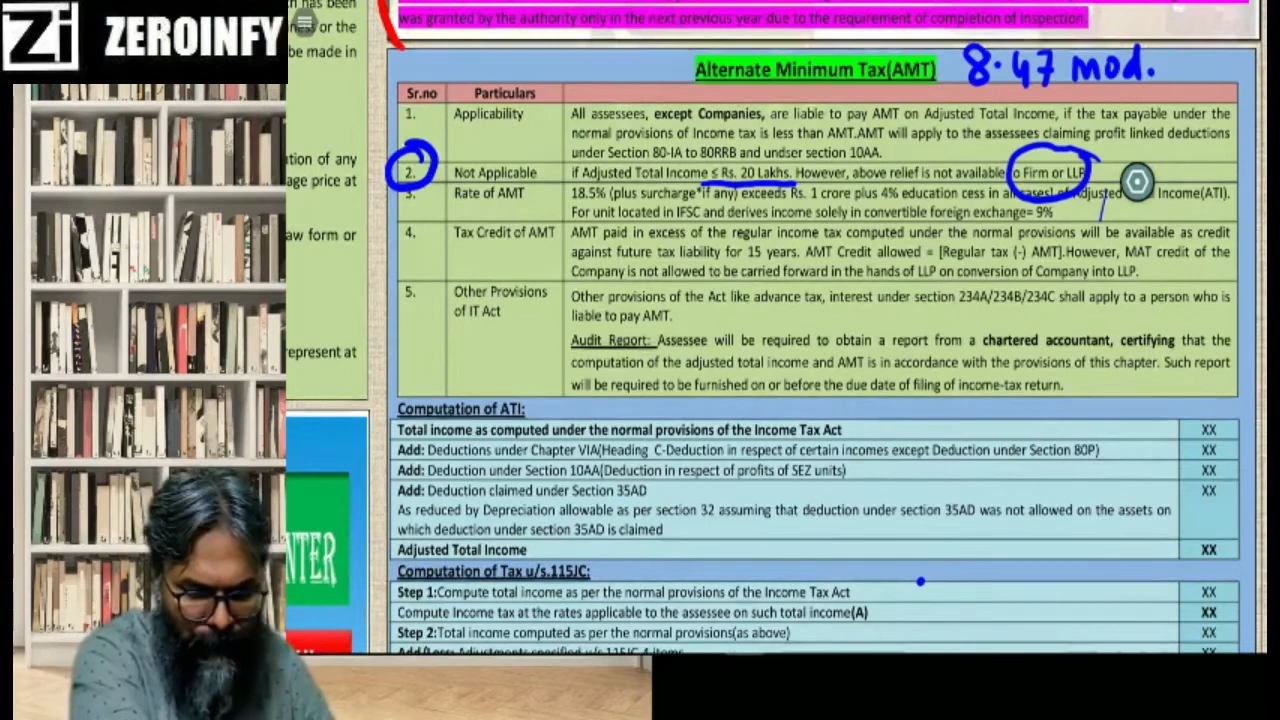 Zi ZEROINFY
has been
ness or the
be made in
ation of any
age price at
aw form or
represent at
NTER
was granted by the authority only in the next previous year due to the requirement of completion of inspection.
Alternate Minimum Tax(AMT) 8.47 mod.
Sr.no Particulars
1. Applicability All assessees, except Companies, are liable to pay AMT on Adjusted Total Income, if the tax payable under the
normal provisions of Income tax is less than AMT.AMT will apply to the assessees claiming profit linked deductions
under Section 80-IA to 80RRB and undser section 10AA.
2. Not Applicable if Adjusted Total Income ≤ Rs. 20 Lakhs. However, above relief is not available to Firm or LLP
3. Rate of AMT 18.5% (plus surcharge*if any) exceeds Rs. 1 crore plus 4% education cess in all cases] of Adjusted Income(ATI).
For unit located in IFSC and derives income solely in convertible foreign exchange= 9%
4. Tax Credit of AMT AMT paid in excess of the regular income tax computed under the normal provisions will be available as credit
against future tax liability for 15 years. AMT Credit allowed = [Regular tax (-) AMT].However, MAT credit of the
Company is not allowed to be carried forward in the hands of LLP on conversion of Company into LLP.
5. Other Provisions of IT Act Other provisions of the Act like advance tax, interest under section 234A/234B/234C shall apply to a person who is
liable to pay AMT.
Audit Report: Assessee will be required to obtain a report from a chartered accountant, certifying that the
computation of the adjusted total income and AMT is in accordance with the provisions of this chapter. Such report
will be required to be furnished on or before the due date of filing of income-tax return.
Computation of ATI:
Total income as computed under the normal provisions of the Income Tax Act XX
Add: Deductions under Chapter VIA(Heading C-Deduction in respect of certain incomes except Deduction under Section 80P) XX
Add: Deduction under Section 10AA(Deduction in respect of profits of SEZ units) XX
Add: Deduction claimed under Section 35AD XX
As reduced by Depreciation allowable as per section 32 assuming that deduction under section 35AD was not allowed on the assets on
which deduction under section 35AD is claimed
Adjusted Total Income XX
Computation of Tax u/s.115JC:
Step 1:Compute total income as per the normal provisions of the Income Tax Act XX
Compute Income tax at the rates applicable to the assessee on such total income(A) XX
Step 2:Total income computed as per the normal provisions(as above) XX
Add/Less: Adjustments specified u/s 115JC-4 items XX